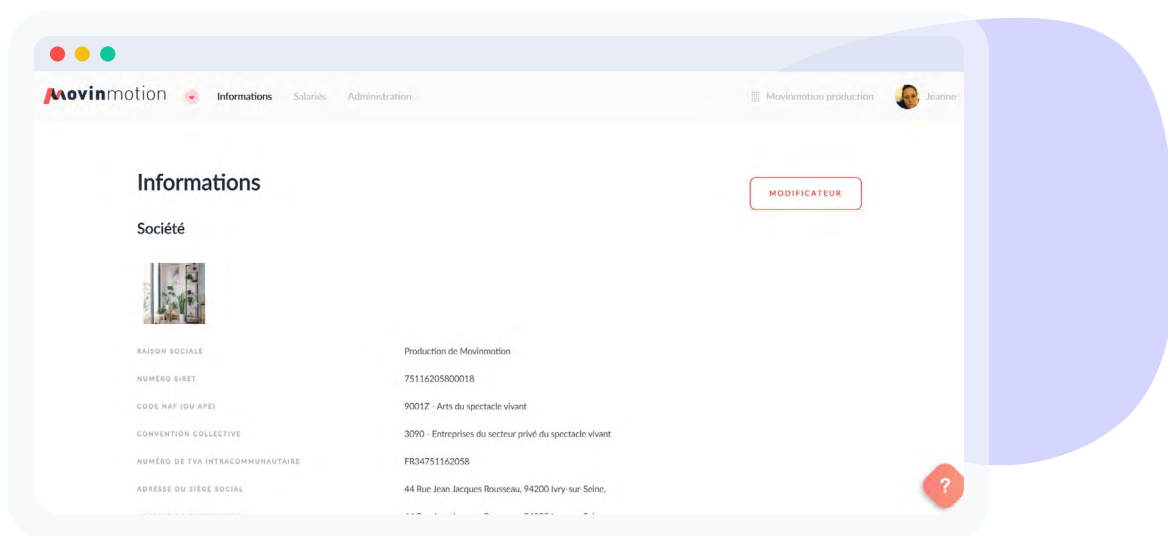 Movinmotion
Informations Salariés Administration
Movinmotion production Jeanne
Informations
MODIFICATEUR
Société
RAISON SOCIALE Production de Movinmotion
NUMÉRO SIRET 75116205800018
CODE NAF (OU APE) 9001Z - Arts du spectacle vivant
CONVENTION COLLECTIVE 3090 - Entreprises du secteur privé du spectacle vivant
NUMÉRO DE TVA INTRACOMMUNAUTAIRE FR34751162058
ADRESSE DU SIÈGE SOCIAL 44 Rue Jean Jacques Rousseau, 94200 Ivry-sur-Seine,
?